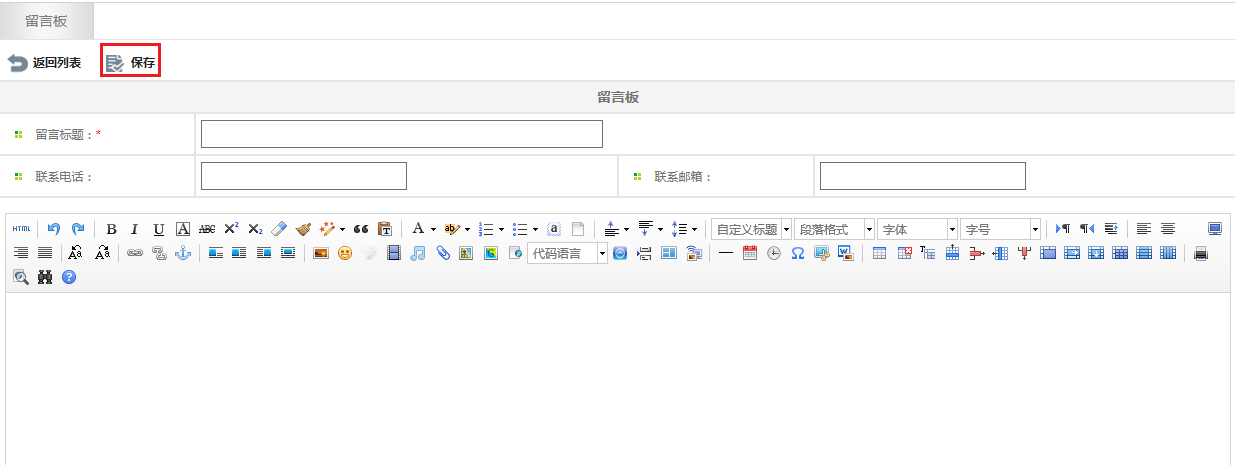 留言板
返回列表 保存
留言板
留言标题：*
联系电话： 联系邮箱：
HTML B I U A ABC X² X₂ A 自定义标题 段落格式 字体 字号
代码语言